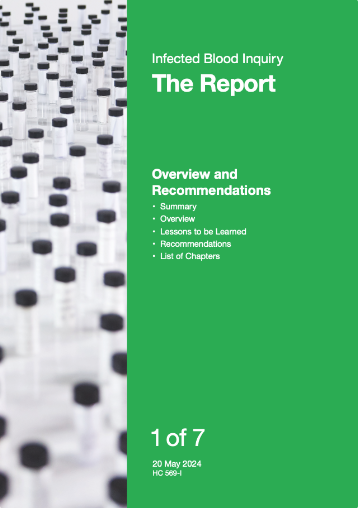 Infected Blood Inquiry
The Report
Overview and
Recommendations
• Summary
• Overview
• Lessons to be Learned
• Recommendations
• List of Chapters
1 of 7
20 May 2024
HC 569-I